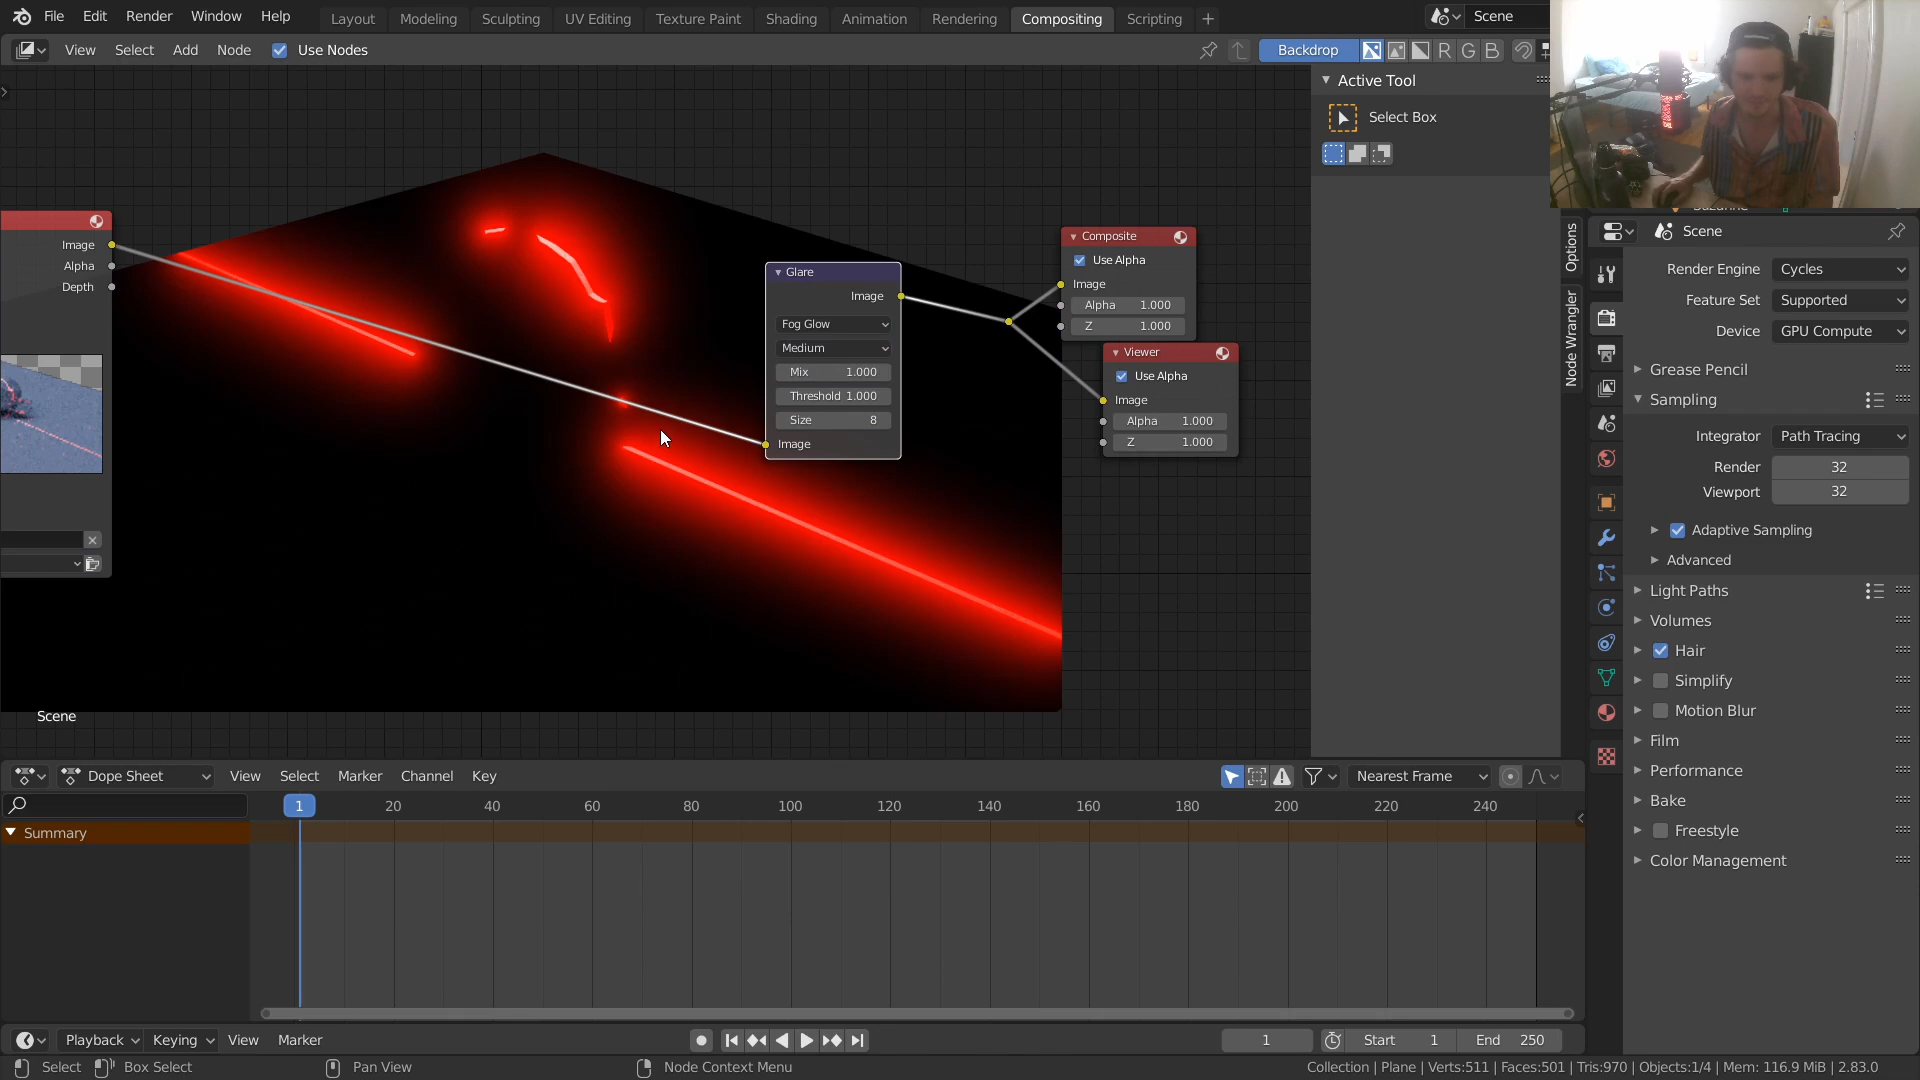 File Edit Render Window Help Layout Modeling Sculpting UV Editing Texture Paint Shading Animation Rendering Compositing Scripting + Scene
View Select Add Node Use Nodes Backdrop R G B
Active Tool
Select Box
Scene
Image
Alpha
Depth
Glare
Image
Fog Glow
Medium
Mix 1.000
Threshold 1.000
Size 8
Image
Composite
Use Alpha
Image
Alpha 1.000
Z 1.000
Viewer
Use Alpha
Image
Alpha 1.000
Z 1.000
Scene
Options
Node Wrangler
Render Engine Cycles
Feature Set Supported
Device GPU Compute
Grease Pencil
Sampling
Integrator Path Tracing
Render 32
Viewport 32
Adaptive Sampling
Advanced
Light Paths
Volumes
Hair
Simplify
Motion Blur
Film
Performance
Bake
Freestyle
Color Management
Dope Sheet View Select Marker Channel Key Nearest Frame
1 20 40 60 80 100 120 140 160 180 200 220 240
Summary
Playback Keying View Marker 1 Start 1 End 250
Select Box Select Pan View Node Context Menu Collection | Plane | Verts:511 | Faces:501 | Tris:970 | Objects:1/4 | Mem: 116.9 MiB | 2.83.0